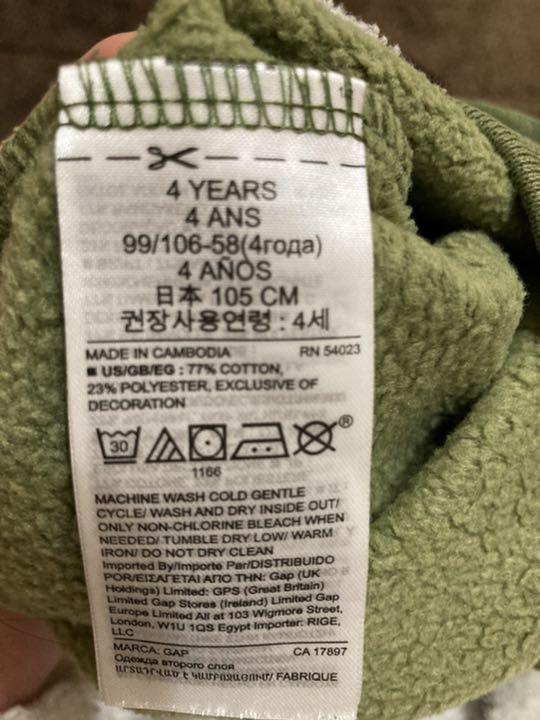 4 YEARS
4 ANS
99/106-58(4года)
4 AÑOS
日本 105 CM
권장사용연령 : 4세
MADE IN CAMBODIA RN 54023
■ US/GB/EG : 77% COTTON,
23% POLYESTER, EXCLUSIVE OF
DECORATION
30
®
1166
MACHINE WASH COLD GENTLE
CYCLE/ WASH AND DRY INSIDE OUT/
ONLY NON-CHLORINE BLEACH WHEN
NEEDED/ TUMBLE DRY LOW/ WARM
IRON/ DO NOT DRY CLEAN
Imported By/Importe Par/DISTRIBUIDO
POR/ΕΙΣΑΓΕΤΑΙ ΑΠΟ ΤΗΝ: Gap (UK
Holdings) Limited: GPS (Great Britain)
Limited Gap Stores (Ireland) Limited Gap
Europe Limited All at 103 Wigmore Street,
London, W1U 1QS Egypt Importer: RIGE,
LLC
MARCA: GAP CA 17897
Одежда второго слоя
ԱՐՏԱԴՐՎԱԾ Է ԿԱՄԲՈՋԱՅՈՒՄ/ FABRIQUE